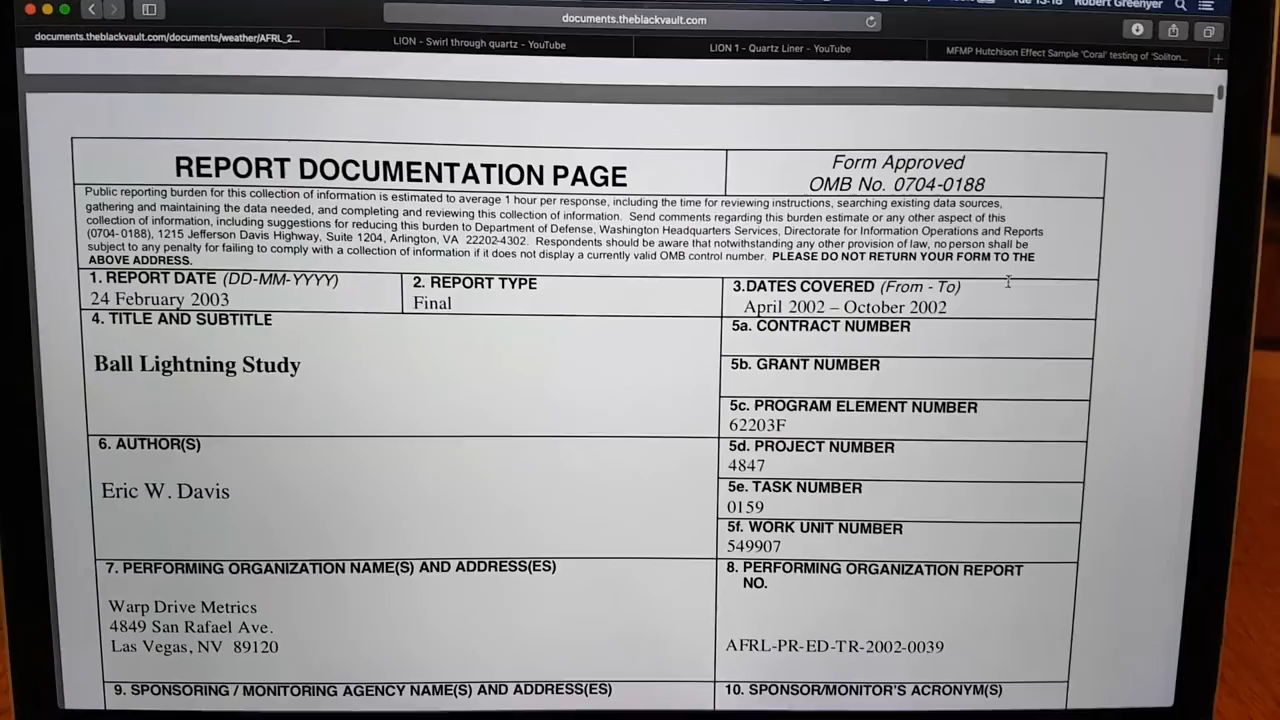 Robert Greenyer
documents.theblackvault.com
documents.theblackvault.com/documents/weather/AFRL_2...
LION - Swirl through quartz - YouTube
LION 1 - Quartz Liner - YouTube
MFMP Hutchison Effect Sample 'Coral' testing of 'Soliton...
REPORT DOCUMENTATION PAGE
Form Approved
OMB No. 0704-0188
Public reporting burden for this collection of information is estimated to average 1 hour per response, including the time for reviewing instructions, searching existing data sources,
gathering and maintaining the data needed, and completing and reviewing this collection of information. Send comments regarding this burden estimate or any other aspect of this
collection of information, including suggestions for reducing this burden to Department of Defense, Washington Headquarters Services, Directorate for Information Operations and Reports
(0704-0188), 1215 Jefferson Davis Highway, Suite 1204, Arlington, VA 22202-4302. Respondents should be aware that notwithstanding any other provision of law, no person shall be
subject to any penalty for failing to comply with a collection of information if it does not display a currently valid OMB control number. PLEASE DO NOT RETURN YOUR FORM TO THE
ABOVE ADDRESS.
1. REPORT DATE (DD-MM-YYYY)
24 February 2003
2. REPORT TYPE
Final
3.DATES COVERED (From - To)
April 2002 – October 2002
4. TITLE AND SUBTITLE
Ball Lightning Study
5a. CONTRACT NUMBER
5b. GRANT NUMBER
5c. PROGRAM ELEMENT NUMBER
62203F
6. AUTHOR(S)
Eric W. Davis
5d. PROJECT NUMBER
4847
5e. TASK NUMBER
0159
5f. WORK UNIT NUMBER
549907
7. PERFORMING ORGANIZATION NAME(S) AND ADDRESS(ES)
Warp Drive Metrics
4849 San Rafael Ave.
Las Vegas, NV 89120
8. PERFORMING ORGANIZATION REPORT
NO.
AFRL-PR-ED-TR-2002-0039
9. SPONSORING / MONITORING AGENCY NAME(S) AND ADDRESS(ES)
10. SPONSOR/MONITOR'S ACRONYM(S)